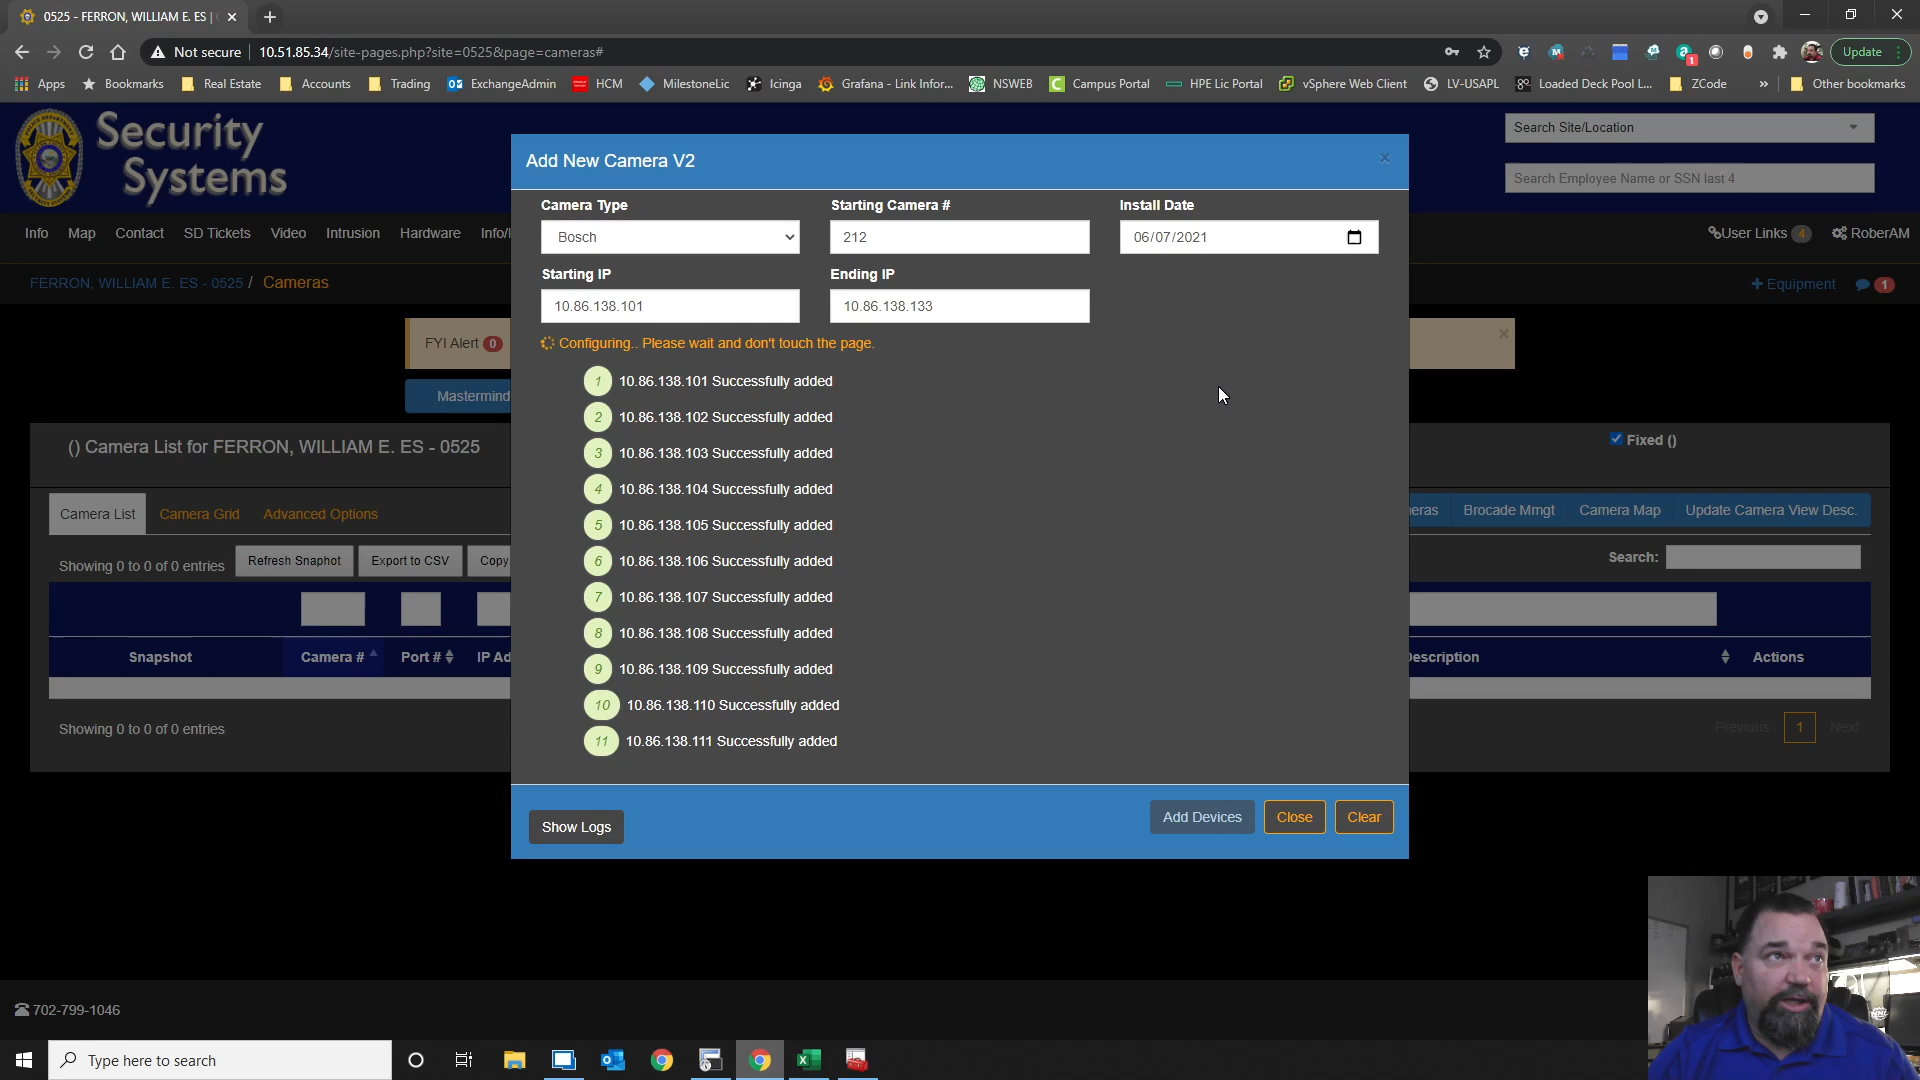 0525 - FERRON, WILLIAM E. ES |
Not secure
10.51.85.34/site-pages.php?site=0525&page=cameras#
1
Update
Apps
Bookmarks
Real Estate
Accounts
Trading
ExchangeAdmin
HCM
MilestoneLic
Icinga
Grafana - Link Infor...
NSWEB
Campus Portal
HPE Lic Portal
vSphere Web Client
LV-USAPL
Loaded Deck Pool L...
ZCode
»
Other bookmarks
Security
Systems
Search Site/Location
Search Employee Name or SSN last 4
Info
Map
Contact
SD Tickets
Video
Intrusion
Hardware
Info/
User Links 4
RoberAM
FERRON, WILLIAM E. ES - 0525 / Cameras
+ Equipment
1
FYI Alert 0
×
Mastermind
() Camera List for FERRON, WILLIAM E. ES - 0525
Fixed ()
Camera List
Camera Grid
Advanced Options
eras
Brocade Mmgt
Camera Map
Update Camera View Desc.
Showing 0 to 0 of 0 entries
Refresh Snaphot
Export to CSV
Copy
Search:
Snapshot
Camera #
Port #
IP Ad
Description
Actions
Showing 0 to 0 of 0 entries
Previous
1
Next
Add New Camera V2
×
Camera Type
Starting Camera #
Install Date
Bosch
212
06/07/2021
Starting IP
Ending IP
10.86.138.101
10.86.138.133
Configuring.. Please wait and don't touch the page.
1 10.86.138.101 Successfully added
2 10.86.138.102 Successfully added
3 10.86.138.103 Successfully added
4 10.86.138.104 Successfully added
5 10.86.138.105 Successfully added
6 10.86.138.106 Successfully added
7 10.86.138.107 Successfully added
8 10.86.138.108 Successfully added
9 10.86.138.109 Successfully added
10 10.86.138.110 Successfully added
11 10.86.138.111 Successfully added
Show Logs
Add Devices
Close
Clear
702-799-1046
Type here to search